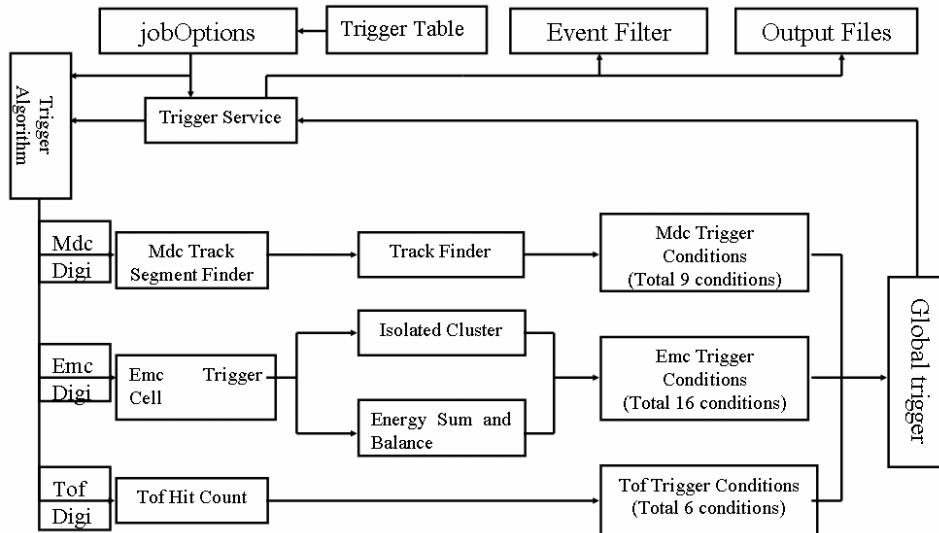 jobOptions
Trigger Table
Event Filter
Output Files
Trigger
Algorithm
Trigger Service
Mdc
Digi
Mdc Track
Segment Finder
Track Finder
Mdc Trigger
Conditions
(Total 9 conditions)
Emc
Digi
Emc Trigger
Cell
Isolated Cluster
Energy Sum and
Balance
Emc Trigger
Conditions
(Total 16 conditions)
Global trigger
Tof
Digi
Tof Hit Count
Tof Trigger Conditions
(Total 6 conditions)